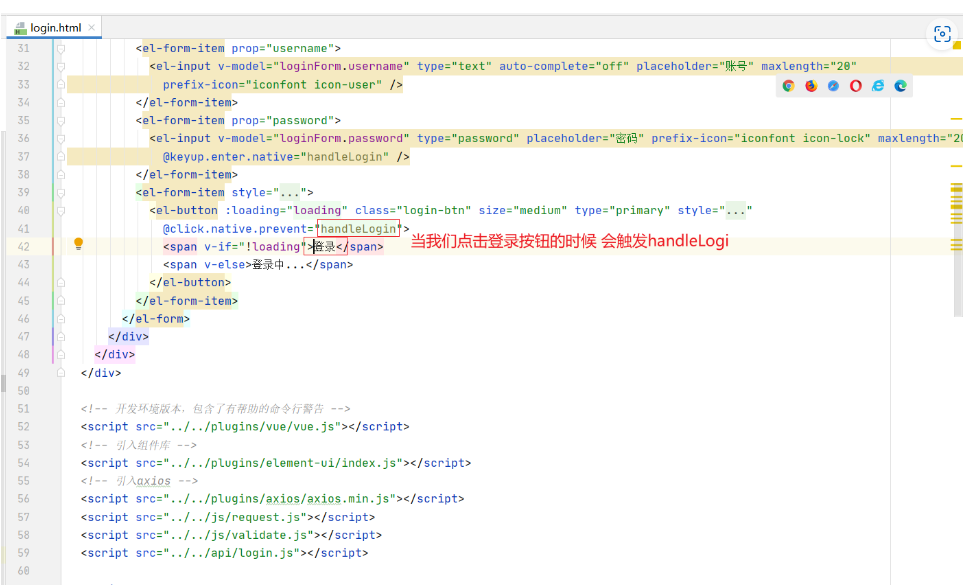 login.html
31 <el-form-item prop="username">
32 <el-input v-model="loginForm.username" type="text" auto-complete="off" placeholder="账号" maxlength="20"
33 prefix-icon="iconfont icon-user" />
34 </el-form-item>
35 <el-form-item prop="password">
36 <el-input v-model="loginForm.password" type="password" placeholder="密码" prefix-icon="iconfont icon-lock" maxlength="20
37 @keyup.enter.native="handleLogin" />
38 </el-form-item>
39 <el-form-item style="...">
40 <el-button :loading="loading" class="login-btn" size="medium" type="primary" style="..."
41 @click.native.prevent="handleLogin">
42 <span v-if="!loading">登录</span> 当我们点击登录按钮的时候 会触发handleLogi
43 <span v-else>登录中...</span>
44 </el-button>
45 </el-form-item>
46 </el-form>
47 </div>
48 </div>
49 </div>
50
51 <!-- 开发环境版本，包含了有帮助的命令行警告 -->
52 <script src="../../plugins/vue/vue.js"></script>
53 <!-- 引入组件库 -->
54 <script src="../../plugins/element-ui/index.js"></script>
55 <!-- 引入axios -->
56 <script src="../../plugins/axios/axios.min.js"></script>
57 <script src="../../js/request.js"></script>
58 <script src="../../js/validate.js"></script>
59 <script src="../../api/login.js"></script>
60